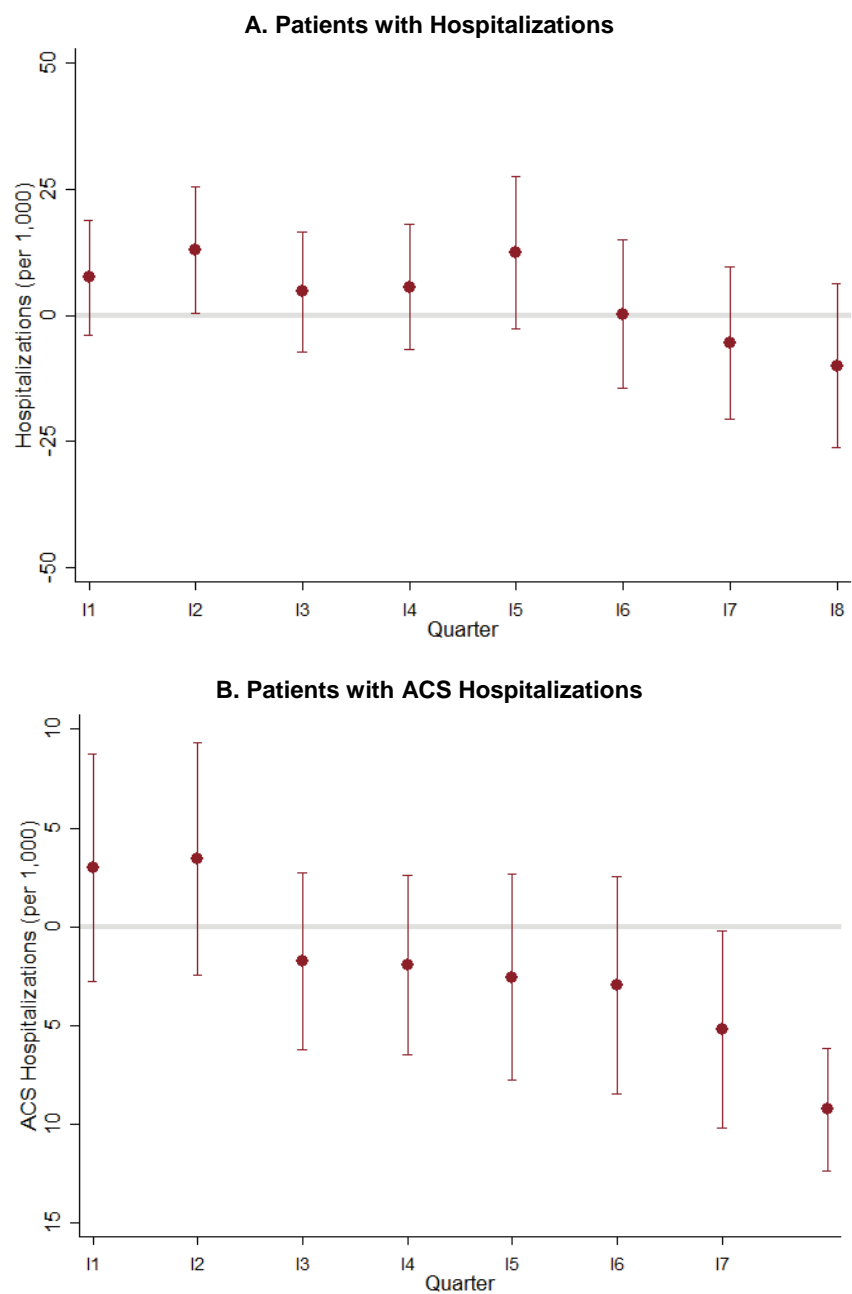 A. Patients with Hospitalizations
50
25
0
-25
-50
Hospitalizations (per 1,000)
I1 I2 I3 I4 I5 I6 I7 I8
Quarter
B. Patients with ACS Hospitalizations
10
5
0
5
10
15
ACS Hospitalizations (per 1,000)
I1 I2 I3 I4 I5 I6 I7
Quarter